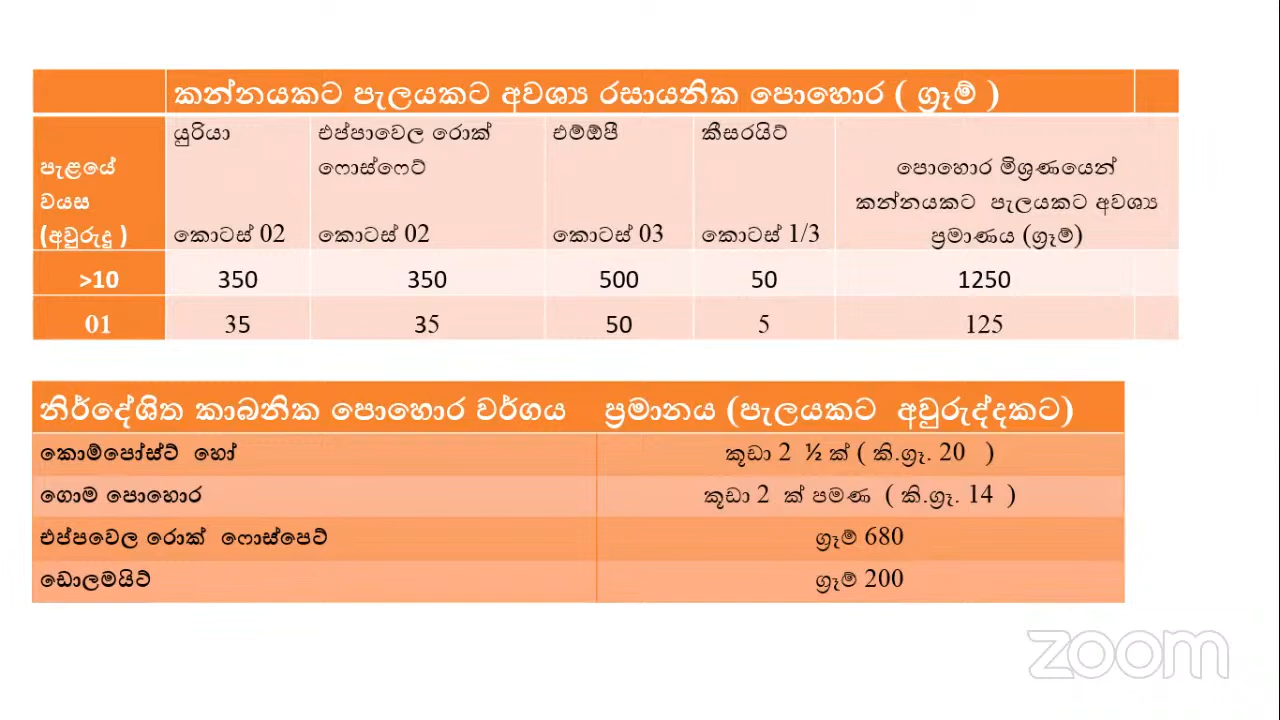 කන්නයකට පැලයකට අවශ්‍ය රසායනික පොහොර ( ග්‍රෑම් )
පැළයේ වයස (අවුරුදු )
යුරියා
කොටස් 02
එප්පාවෙල රොක් ෆොස්ෆෙට්
කොටස් 02
එම්ඕපී
කොටස් 03
කීසරයිට්
කොටස් 1/3
පොහොර මිශ්‍රණයෙන්
කන්නයකට පැලයකට අවශ්‍ය
ප්‍රමාණය (ග්‍රෑම්)
>10 350 350 500 50 1250
01 35 35 50 5 125
නිර්දේශිත කාබනික පොහොර වර්ගය ප්‍රමානය (පැලයකට අවුරුද්දකට)
කොම්පෝස්ට් හෝ කූඩා 2 ½ ක් ( කි.ග්‍රෑ. 20 )
ගොම පොහොර කූඩා 2 ක් පමණ ( කි.ග්‍රෑ. 14 )
එප්පවෙල රොක් ෆොස්පෙට් ග්‍රෑම් 680
ඩොලමයිට් ග්‍රෑම් 200
zoom